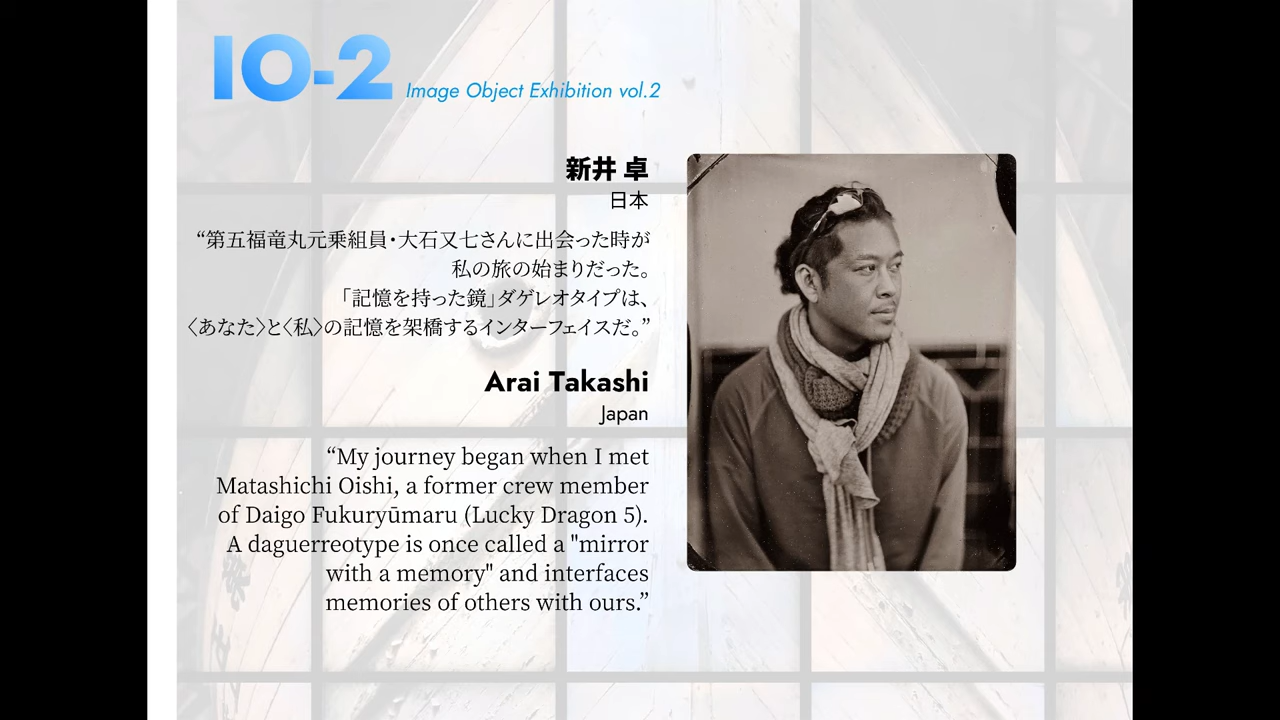 IO-2 Image Object Exhibition vol.2
新井 卓
日本
“第五福竜丸元乗組員・大石又七さんに出会った時が
私の旅の始まりだった。
「記憶を持った鏡」ダゲレオタイプは、
〈あなた〉と〈私〉の記憶を架橋するインターフェイスだ。”
Arai Takashi
Japan
“My journey began when I met
Matashichi Oishi, a former crew member
of Daigo Fukuryūmaru (Lucky Dragon 5).
A daguerreotype is once called a "mirror
with a memory" and interfaces
memories of others with ours.”